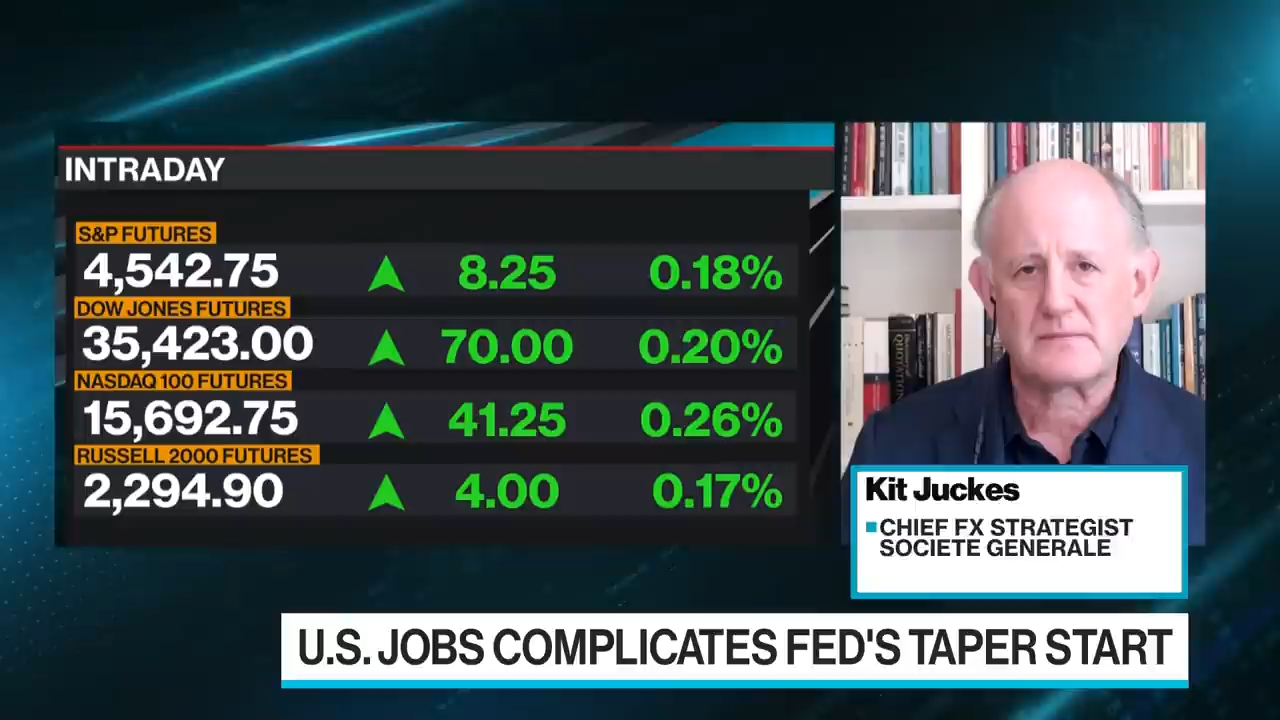 INTRADAY
S&P FUTURES
4,542.75 ▲ 8.25 0.18%
DOW JONES FUTURES
35,423.00 ▲ 70.00 0.20%
NASDAQ 100 FUTURES
15,692.75 ▲ 41.25 0.26%
RUSSELL 2000 FUTURES
2,294.90 ▲ 4.00 0.17%
Kit Juckes
CHIEF FX STRATEGIST
SOCIETE GENERALE
U.S. JOBS COMPLICATES FED'S TAPER START